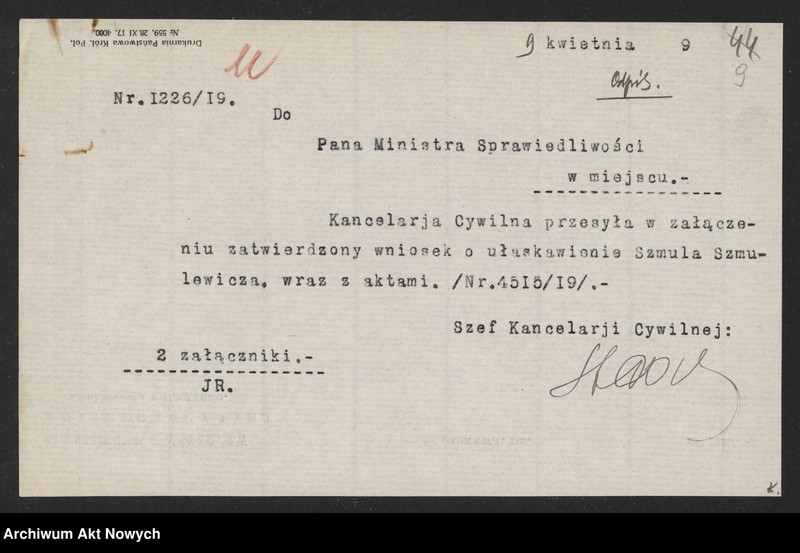 Drukarnia Państwowa Król. Pol.
№ 559. 28. XI 17. 4000.
9 kwietnia 9
44
9
Odpis.
Nr.1226/19.
Do
Pana Ministra Sprawiedliwości
w miejscu.-
Kancelarja Cywilna przesyła w załącze-
niu zatwierdzony wniosek o ułaskawienie Szmula Szmu-
lewicza, wraz z aktami. /Nr.4515/19/.-
Szef Kancelarji Cywilnej:
2 załączniki.-
JR.
K.
Archiwum Akt Nowych